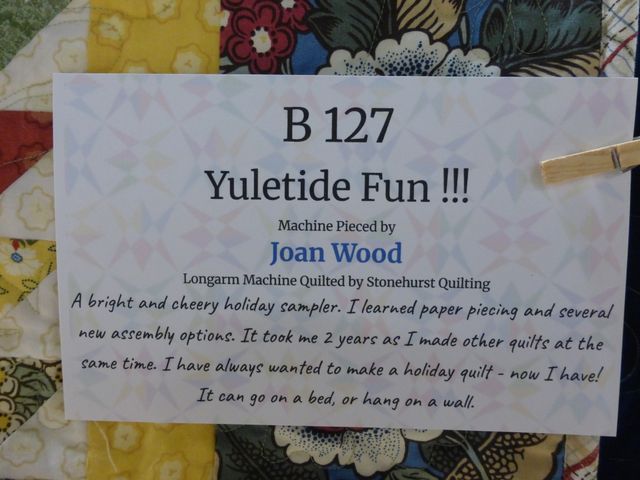 B 127
Yuletide Fun !!!
Machine Pieced by
Joan Wood
Longarm Machine Quilted by Stonehurst Quilting
A bright and cheery holiday sampler. I learned paper piecing and several
new assembly options. It took me 2 years as I made other quilts at the
same time. I have always wanted to make a holiday quilt - now I have!
It can go on a bed, or hang on a wall.